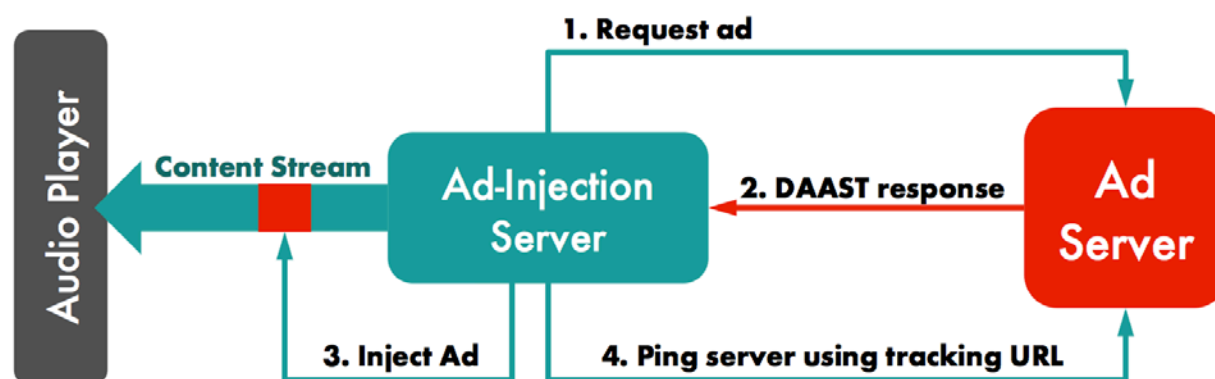 1. Request ad
Audio Player
Content Stream
Ad-Injection
Server
2. DAAST response
Ad
Server
3. Inject Ad
4. Ping server using tracking URL